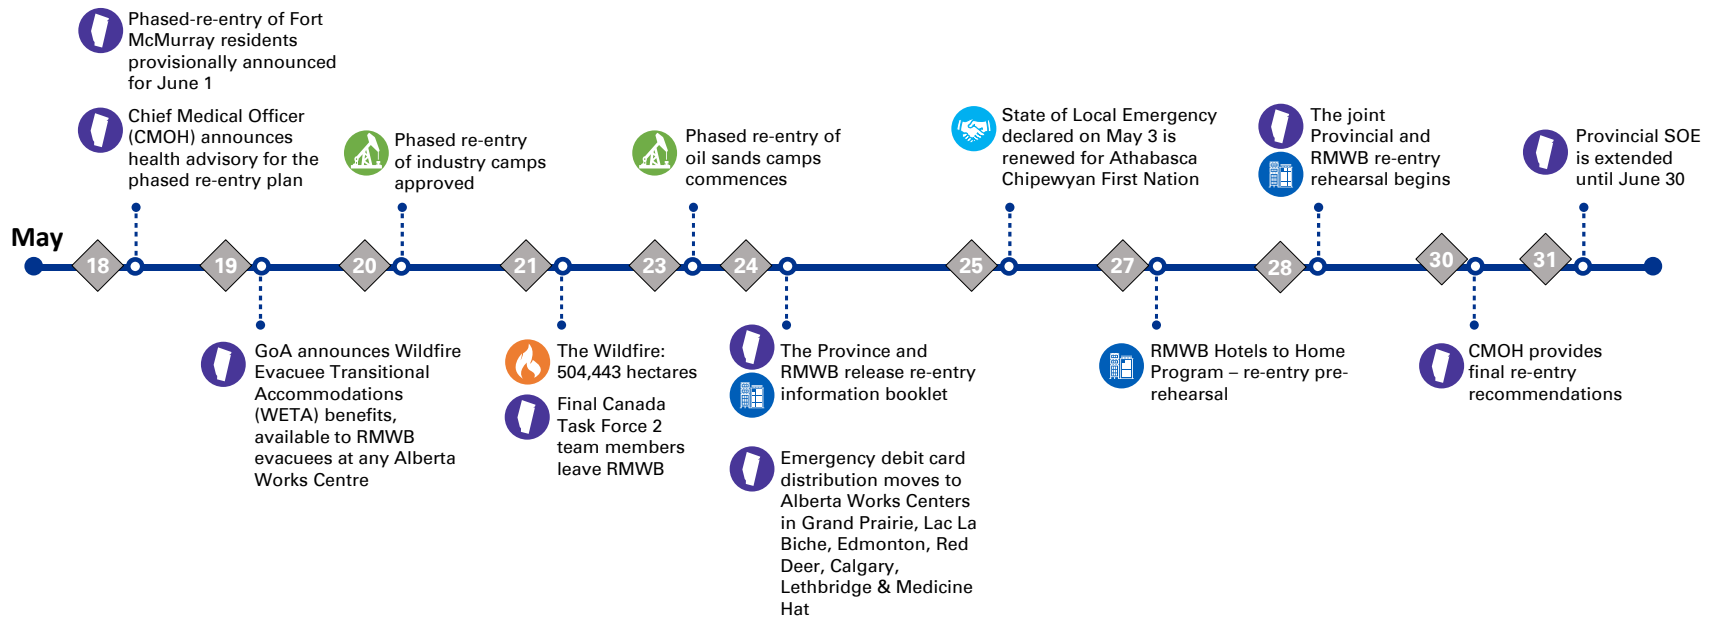 Phased-re-entry of Fort
McMurray residents
provisionally announced
for June 1
Chief Medical Officer
(CMOH) announces
health advisory for the
phased re-entry plan
Phased re-entry
of industry camps
approved
Phased re-entry of
oil sands camps
commences
State of Local Emergency
declared on May 3 is
renewed for Athabasca
Chipewyan First Nation
The joint
Provincial and
RMWB re-entry
rehearsal begins
Provincial SOE
is extended
until June 30
May
18
19
20
21
23
24
25
27
28
30
31
GoA announces Wildfire
Evacuee Transitional
Accommodations
(WETA) benefits,
available to RMWB
evacuees at any Alberta
Works Centre
The Wildfire:
504,443 hectares
Final Canada
Task Force 2
team members
leave RMWB
The Province and
RMWB release re-entry
information booklet
Emergency debit card
distribution moves to
Alberta Works Centers
in Grand Prairie, Lac La
Biche, Edmonton, Red
Deer, Calgary,
Lethbridge & Medicine
Hat
RMWB Hotels to Home
Program – re-entry pre-
rehearsal
CMOH provides
final re-entry
recommendations